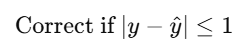 Correct if |y − ŷ| ≤ 1